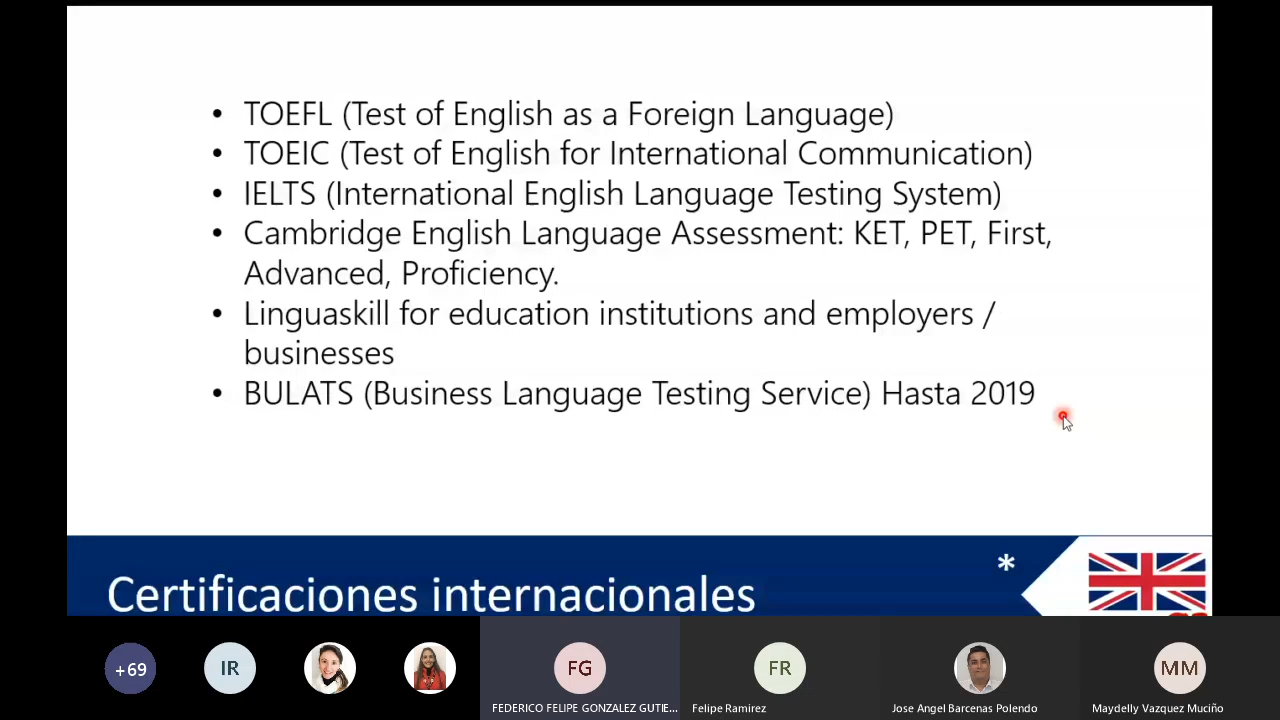 • TOEFL (Test of English as a Foreign Language)
• TOEIC (Test of English for International Communication)
• IELTS (International English Language Testing System)
• Cambridge English Language Assessment: KET, PET, First,
Advanced, Proficiency.
• Linguaskill for education institutions and employers /
businesses
• BULATS (Business Language Testing Service) Hasta 2019
*
Certificaciones internacionales
+69
IR
FG
FR
MM
FEDERICO FELIPE GONZALEZ GUTIE...
Felipe Ramirez
Jose Angel Barcenas Polendo
Maydelly Vazquez Muciño